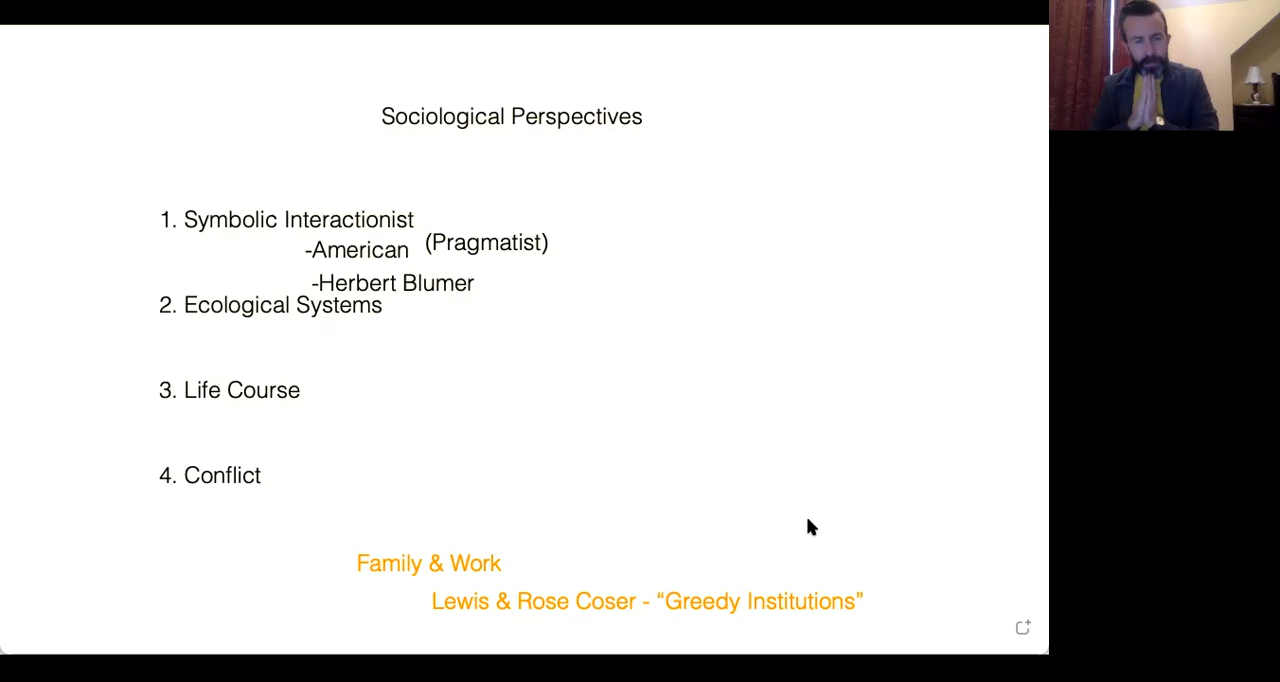 Sociological Perspectives
1. Symbolic Interactionist
-American (Pragmatist)
-Herbert Blumer
2. Ecological Systems
3. Life Course
4. Conflict
Family & Work
Lewis & Rose Coser - “Greedy Institutions”